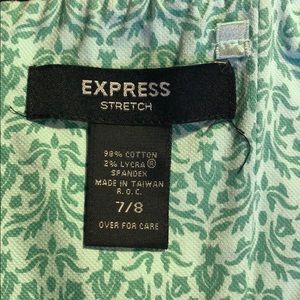 EXPRESS
STRETCH
98% COTTON
2% LYCRA®
SPANDEX
MADE IN TAIWAN
R.O.C.
7/8
OVER FOR CARE